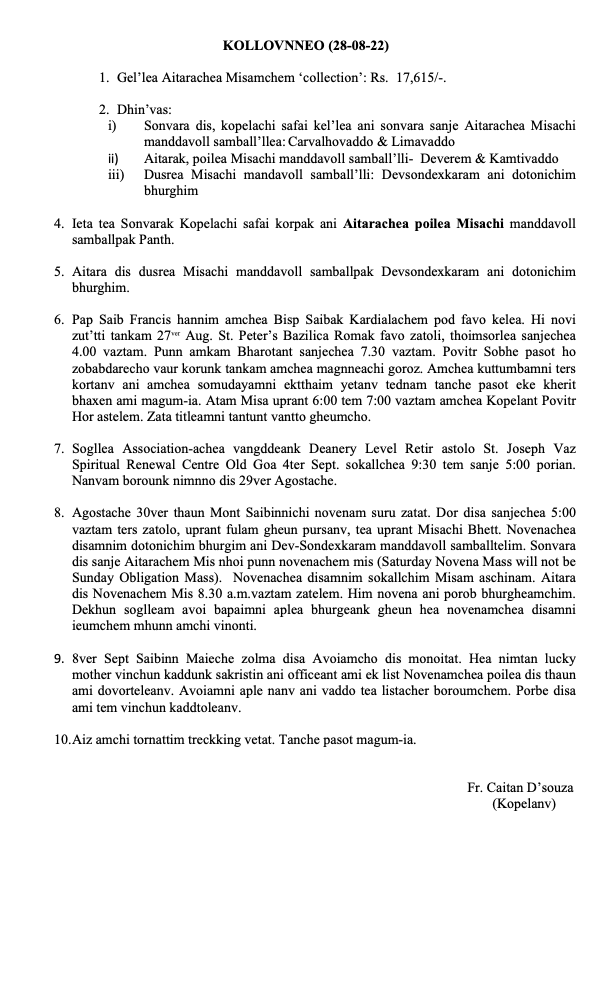 KOLLOVNNEO (28-08-22)
1. Gel'lea Aitarachea Misamchem 'collection': Rs. 17,615/-.
2. Dhin'vas:
i) Sonvara dis, kopelachi safai kel'lea ani sonvara sanje Aitarachea Misachi
manddavoll samball'llea: Carvalhovaddo & Limavaddo
ii) Aitarak, poilea Misachi manddavoll samball'lli- Deverem & Kamtivaddo
iii) Dusrea Misachi mandavoll samball'lli: Devsondexkaram ani dotonichim
bhurghim
4. Ieta tea Sonvarak Kopelachi safai korpak ani Aitarachea poilea Misachi manddavoll
samballpak Panth.
5. Aitara dis dusrea Misachi manddavoll samballpak Devsondexkaram ani dotonichim
bhurghim.
6. Pap Saib Francis hannim amchea Bisp Saibak Kardialachem pod favo kelea. Hi novi
zut'tti tankam 27ver Aug. St. Peter's Bazilica Romak favo zatoli, thoimsorlea sanjechea
4.00 vaztam. Punn amkam Bharotant sanjechea 7.30 vaztam. Povitr Sobhe pasot ho
zobabdarecho vaur korunk tankam amchea magnneachi goroz. Amchea kuttumbamni ters
kortanv ani amchea somudayamni ektthaim yetanv tednam tanche pasot eke kherit
bhaxen ami magum-ia. Atam Misa uprant 6:00 tem 7:00 vaztam amchea Kopelant Povitr
Hor astelem. Zata titleamni tantunt vantto gheumcho.
7. Sogllea Association-achea vangddeank Deanery Level Retir astolo St. Joseph Vaz
Spiritual Renewal Centre Old Goa 4ter Sept. sokallchea 9:30 tem sanje 5:00 porian.
Nanvam borounk nimnno dis 29ver Agostache.
8. Agostache 30ver thaun Mont Saibinnichi novenam suru zatat. Dor disa sanjechea 5:00
vaztam ters zatolo, uprant fulam gheun pursanv, tea uprant Misachi Bhett. Novenachea
disamnim dotonichim bhurgim ani Dev-Sondexkaram manddavoll samballtelim. Sonvara
dis sanje Aitarachem Mis nhoi punn novenachem mis (Saturday Novena Mass will not be
Sunday Obligation Mass). Novenachea disamnim sokallchim Misam aschinam. Aitara
dis Novenachem Mis 8.30 a.m.vaztam zatelem. Him novena ani porob bhurgheamchim.
Dekhun soglleam avoi bapaimni aplea bhurgeank gheun hea novenamchea disamni
ieumchem mhunn amchi vinonti.
9. 8ver Sept Saibinn Maieche zolma disa Avoiamcho dis monoitat. Hea nimtan lucky
mother vinchun kaddunk sakristin ani officeant ami ek list Novenamchea poilea dis thaun
ami dovorteleanv. Avoiamni aple nanv ani vaddo tea listacher boroumchem. Porbe disa
ami tem vinchun kaddtoleanv.
10.Aiz amchi tornattim treckking vetat. Tanche pasot magum-ia.
Fr. Caitan D'souza
(Kopelanv)